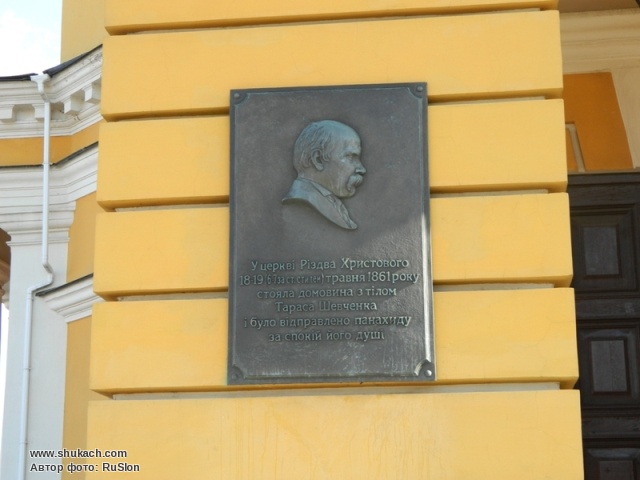 У церкві Різдва Христового
18-19 травня 1861 року
стояла домовина з тілом
Тараса Шевченка
і було відправлено панахиду
за спокій його душі
www.shukach.com
Автор фото: RuSlon